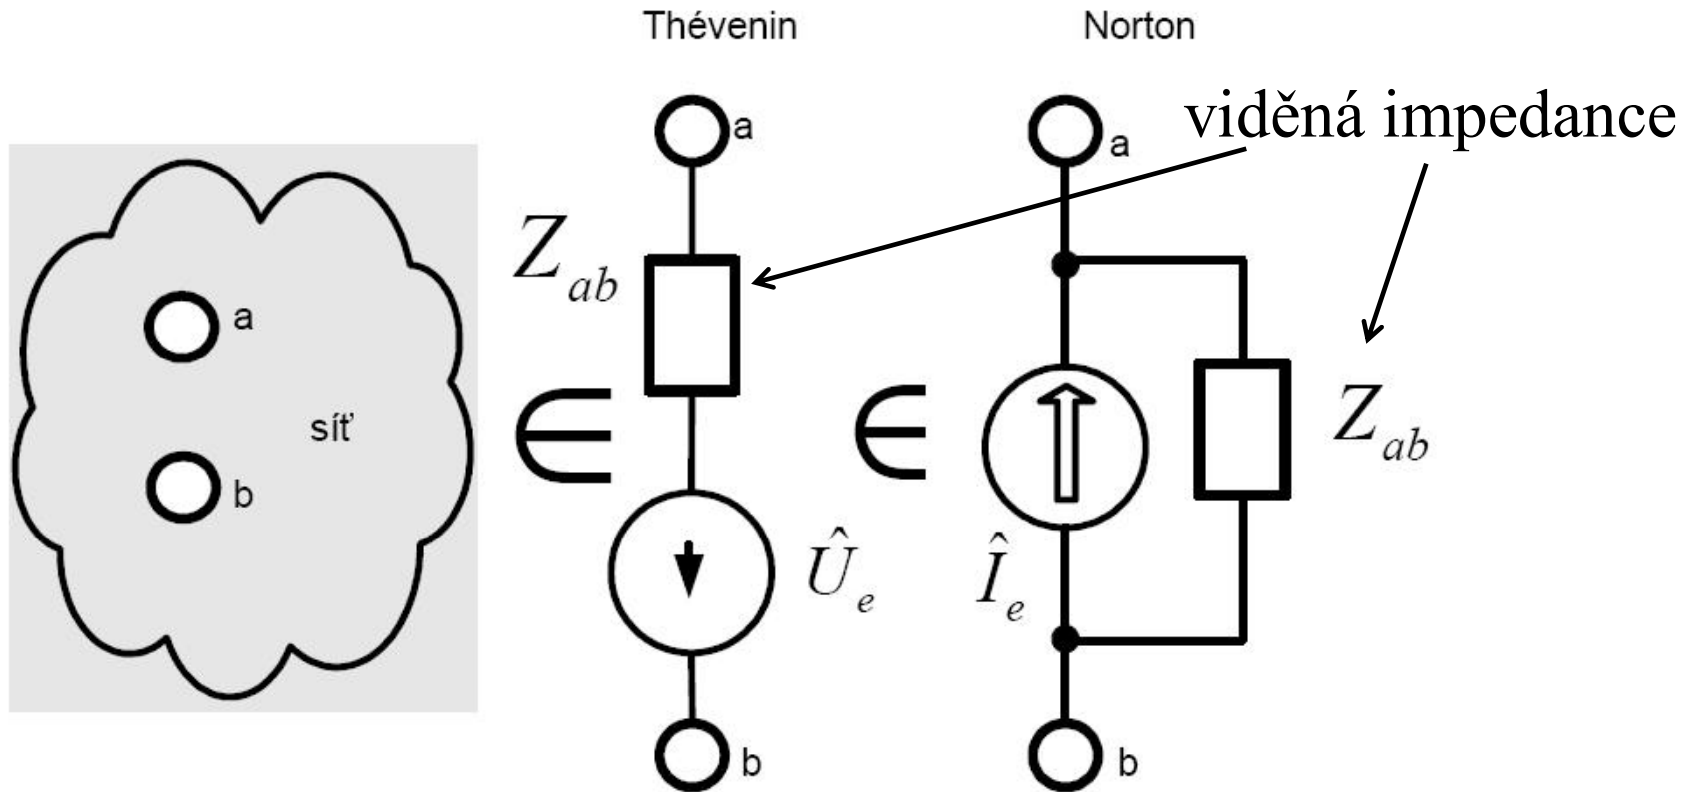 Thévenin
Norton
viděná impedance
a
a
Z_ab
a
síť
b
∈
∈
Z_ab
Û_e
Î_e
b
b